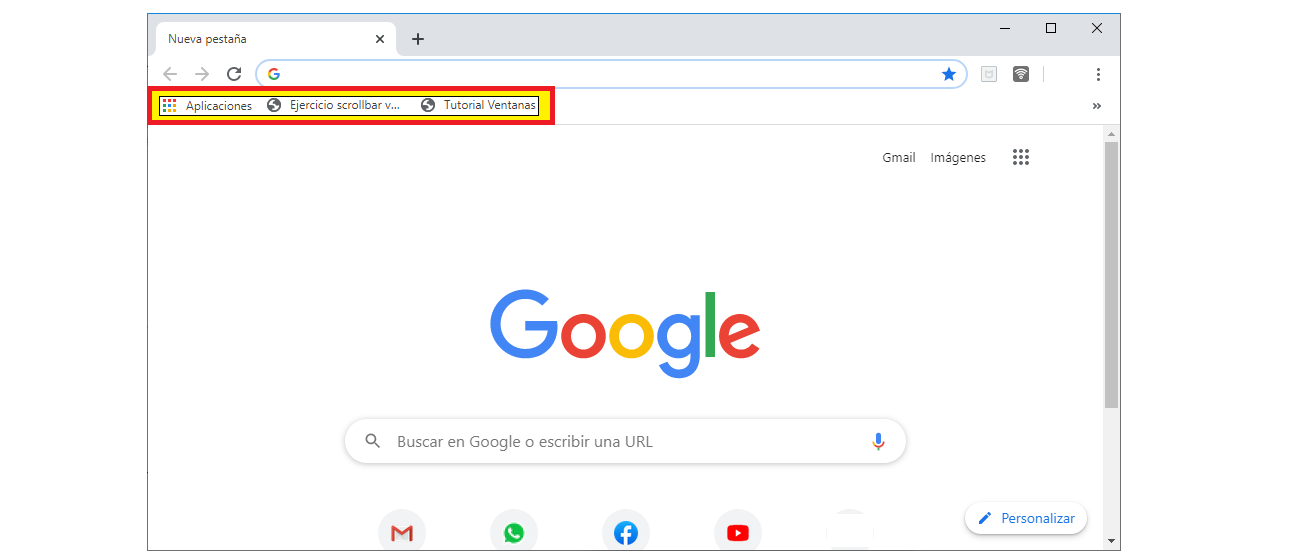 Nueva pestaña
Aplicaciones Ejercicio scrollbar v... Tutorial Ventanas »
Gmail Imágenes
Google
Buscar en Google o escribir una URL
Personalizar